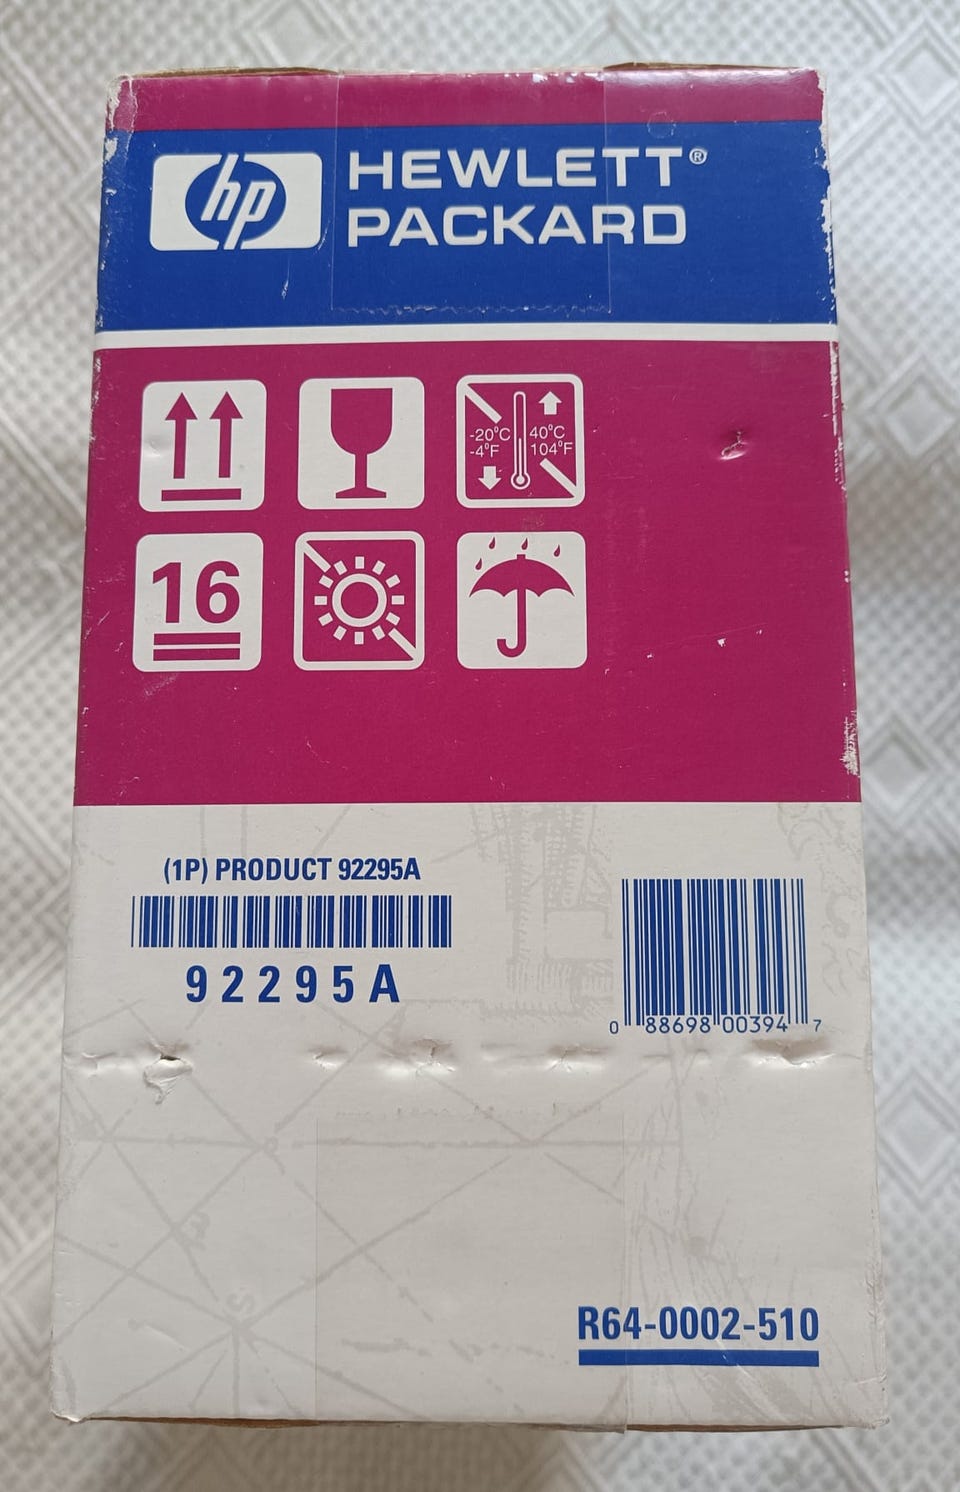 hp
HEWLETT®
PACKARD
-20°C 40°C
-4°F 104°F
16
(1P) PRODUCT 92295A
92295A
0 88698 00394 7
R64-0002-510